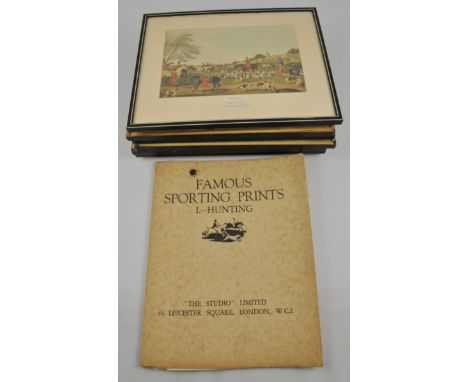 FAMOUS
SPORTING PRINTS
I.—HUNTING
"THE STUDIO" LIMITED
44 LEICESTER SQUARE, LONDON, W.C.2